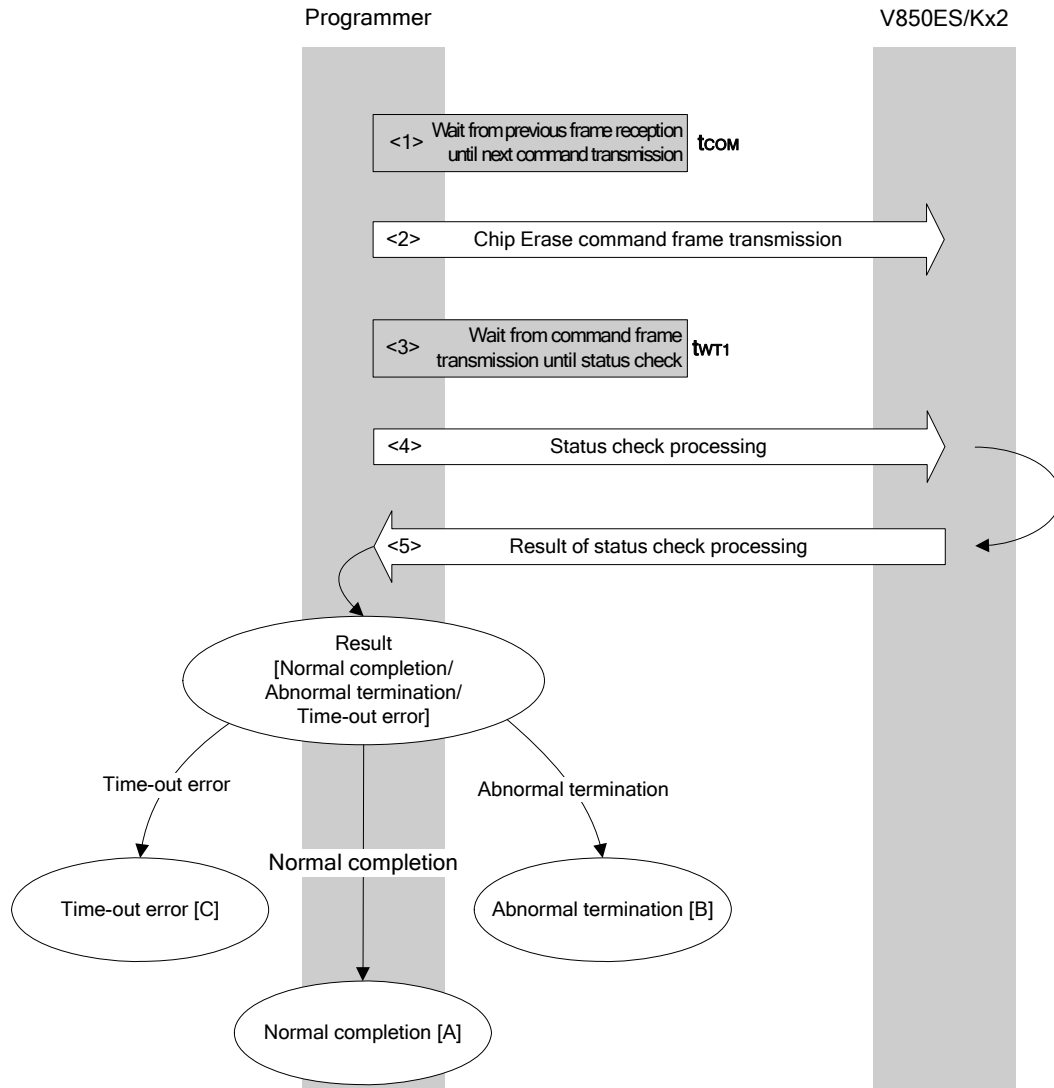 Programmer
V850ES/Kx2
<1> Wait from previous frame reception
until next command transmission
tCOM
<2> Chip Erase command frame transmission
<3> Wait from command frame
transmission until status check
tWT1
<4> Status check processing
<5> Result of status check processing
Result
[Normal completion/
Abnormal termination/
Time-out error]
Time-out error
Abnormal termination
Normal completion
Time-out error [C]
Abnormal termination [B]
Normal completion [A]